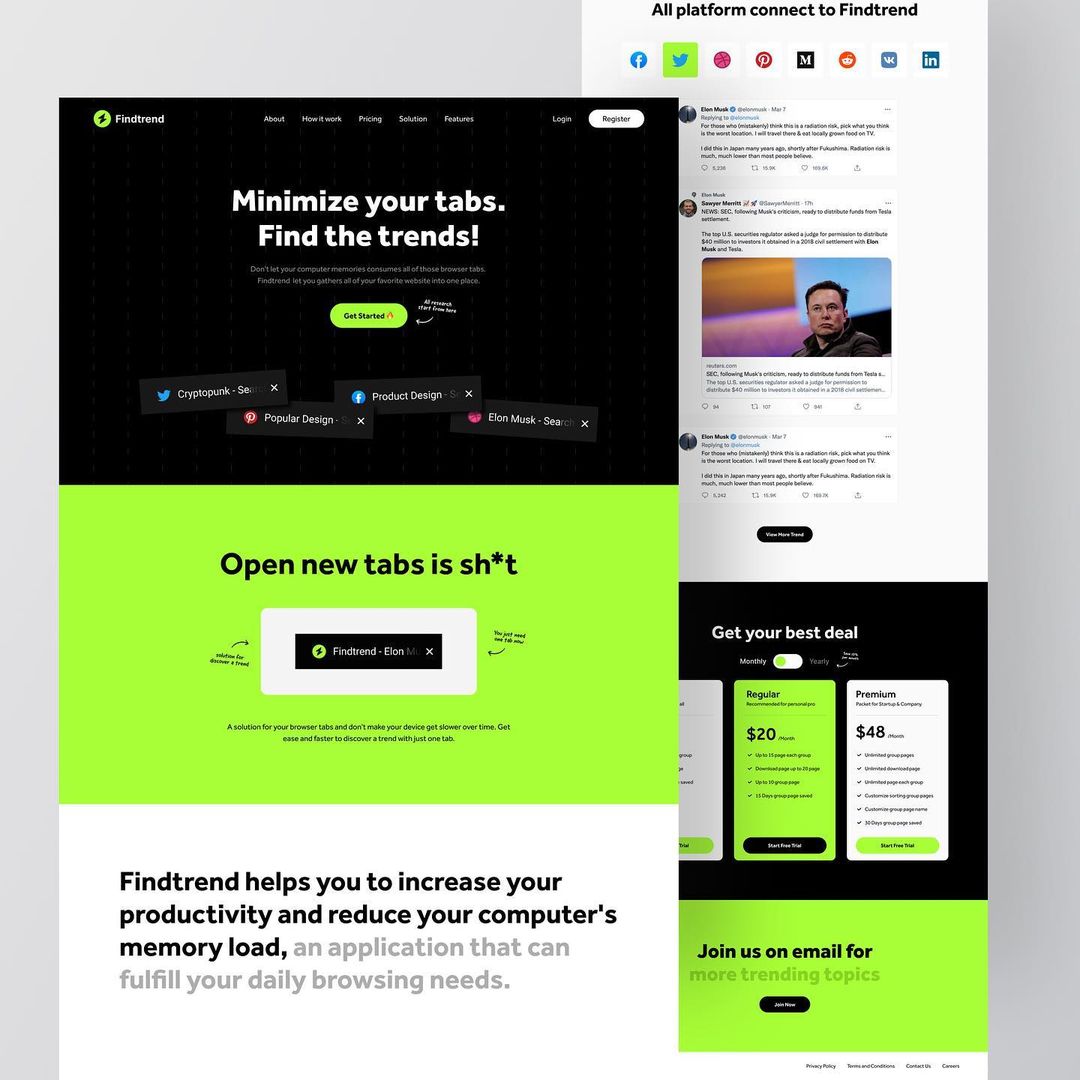 All platform connect to Findtrend
Findtrend
About
How it work
Pricing
Solution
Features
Login
Register
Minimize your tabs.
Find the trends!
Don't let your computer memories consumes all of those browser tabs.
Findtrend let you gathers all of your favorite website into one place.
Get Started
All research
start from here
Cryptopunk - Sear
Product Design - S
Popular Design - S
Elon Musk - Search
Open new tabs is sh*t
solution for
discover a trend
Findtrend - Elon Mu
You just need
one tab now
A solution for your browser tabs and don't make your device get slower over time. Get
ease and faster to discover a trend with just one tab.
Findtrend helps you to increase your
productivity and reduce your computer's
memory load, an application that can
fulfill your daily browsing needs.
Elon Musk @elonmusk · Mar 7
Replying to @elonmusk
For those who (mistakenly) think this is a radiation risk, pick what you think
is the worst location. I will travel there & eat locally grown food on TV.
I did this in Japan many years ago, shortly after Fukushima. Radiation risk is
much, much lower than most people believe.
5,236
15.9K
169.6K
Elon Musk
Sawyer Merritt @SawyerMerritt · 17h
NEWS: SEC, following Musk's criticism, ready to distribute funds from Tesla
settlement.
The top U.S. securities regulator asked a judge for permission to distribute
$40 million to investors it obtained in a 2018 civil settlement with Elon
Musk and Tesla.
reuters.com
SEC, following Musk's criticism, ready to distribute funds from Tesla s...
The top U.S. securities regulator asked a judge for permission to
distribute $40 million to investors it obtained in a 2018 civil settlemen...
94
107
941
Elon Musk @elonmusk · Mar 7
Replying to @elonmusk
For those who (mistakenly) think this is a radiation risk, pick what you think
is the worst location. I will travel there & eat locally grown food on TV.
I did this in Japan many years ago, shortly after Fukushima. Radiation risk is
much, much lower than most people believe.
5,242
15.9K
169.7K
View More Trend
Get your best deal
Monthly
Yearly
group
saved
Trial
Regular
Recommended for personal pro
$20 /Month
Up to 15 page each group
Download page up to 20 page
Up to 10 group page
15 Days group page saved
Start Free Trial
Premium
Packet for Startup & Company
$48 /Month
Unlimited group pages
Unlimited download page
Unlimited page each group
Customize sorting group pages
Customize group page name
30 Days group page saved
Start Free Trial
Join us on email for
more trending topics
Join Now
Privacy Policy
Terms and Conditions
Contact Us
Careers